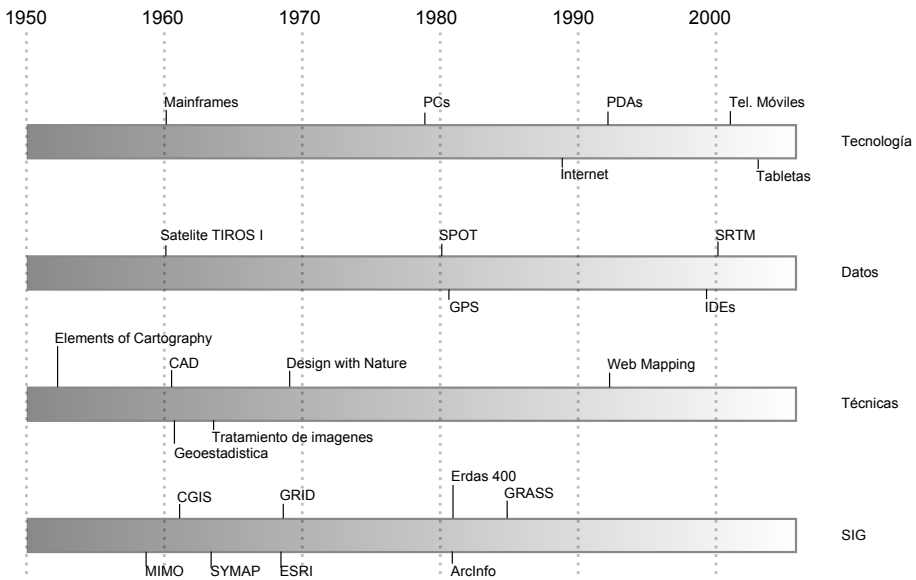 1950 1960 1970 1980 1990 2000
Mainframes PCs PDAs Tel. Móviles
Tecnología
Internet Tabletas
Satelite TIROS I SPOT SRTM
Datos
GPS IDEs
Elements of Cartography
CAD Design with Nature Web Mapping
Técnicas
Tratamiento de imagenes
Geoestadistica
Erdas 400
CGIS GRID GRASS
SIG
MIMO SYMAP ESRI ArcInfo